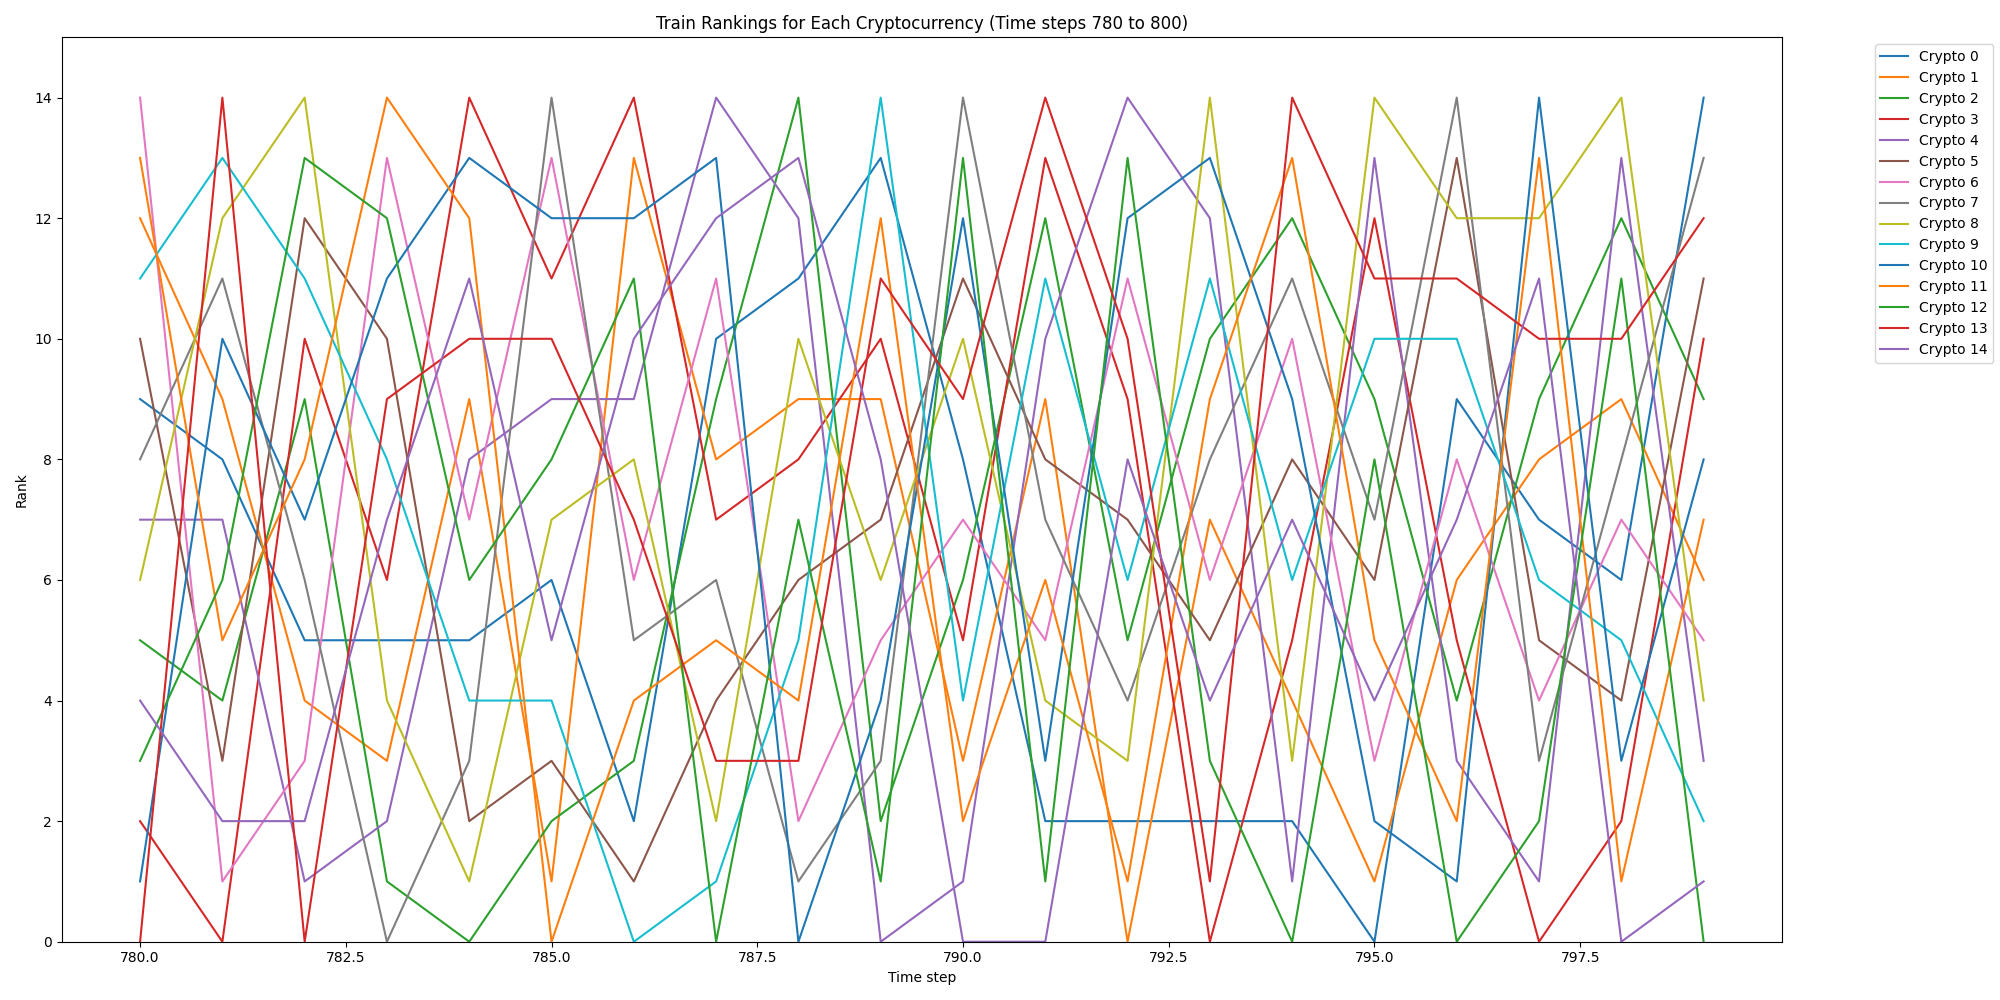 Train Rankings for Each Cryptocurrency (Time steps 780 to 800)
Rank
14
12
10
8
6
4
2
0
780.0 782.5 785.0 787.5 790.0 792.5 795.0 797.5
Time step
Crypto 0
Crypto 1
Crypto 2
Crypto 3
Crypto 4
Crypto 5
Crypto 6
Crypto 7
Crypto 8
Crypto 9
Crypto 10
Crypto 11
Crypto 12
Crypto 13
Crypto 14